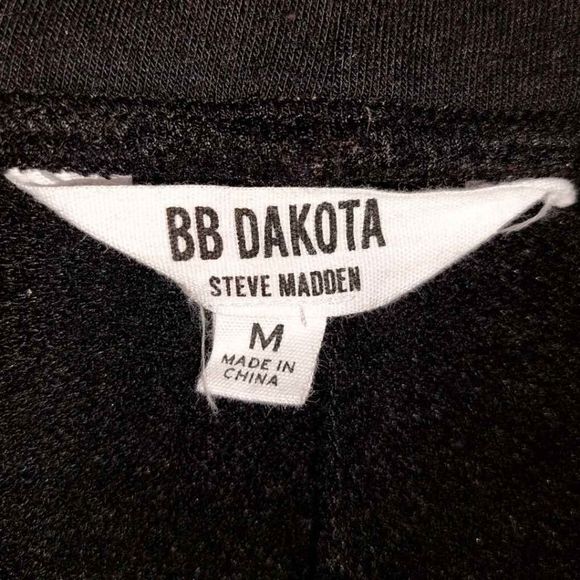 BB DAKOTA
STEVE MADDEN
M
MADE IN
CHINA